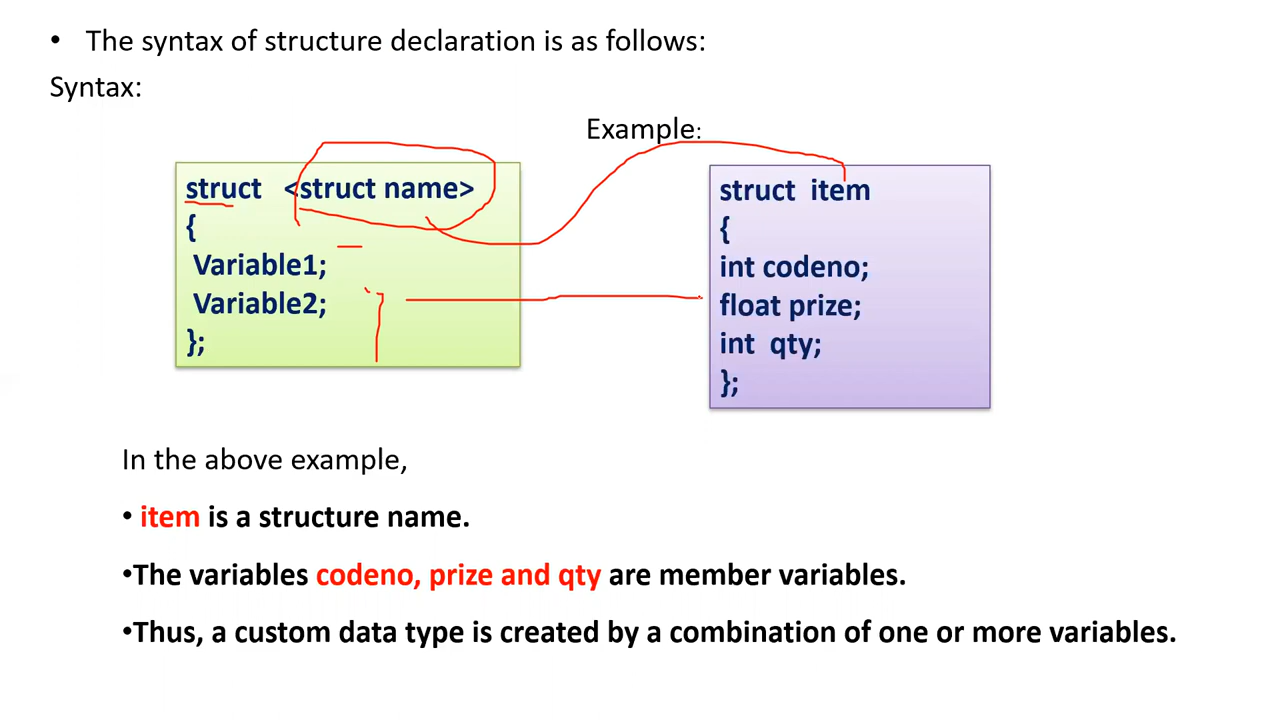 • The syntax of structure declaration is as follows:
Syntax:
Example:
struct <struct name>
{
Variable1;
Variable2;
};
struct item
{
int codeno;
float prize;
int qty;
};
In the above example,
• item is a structure name.
•The variables codeno, prize and qty are member variables.
•Thus, a custom data type is created by a combination of one or more variables.